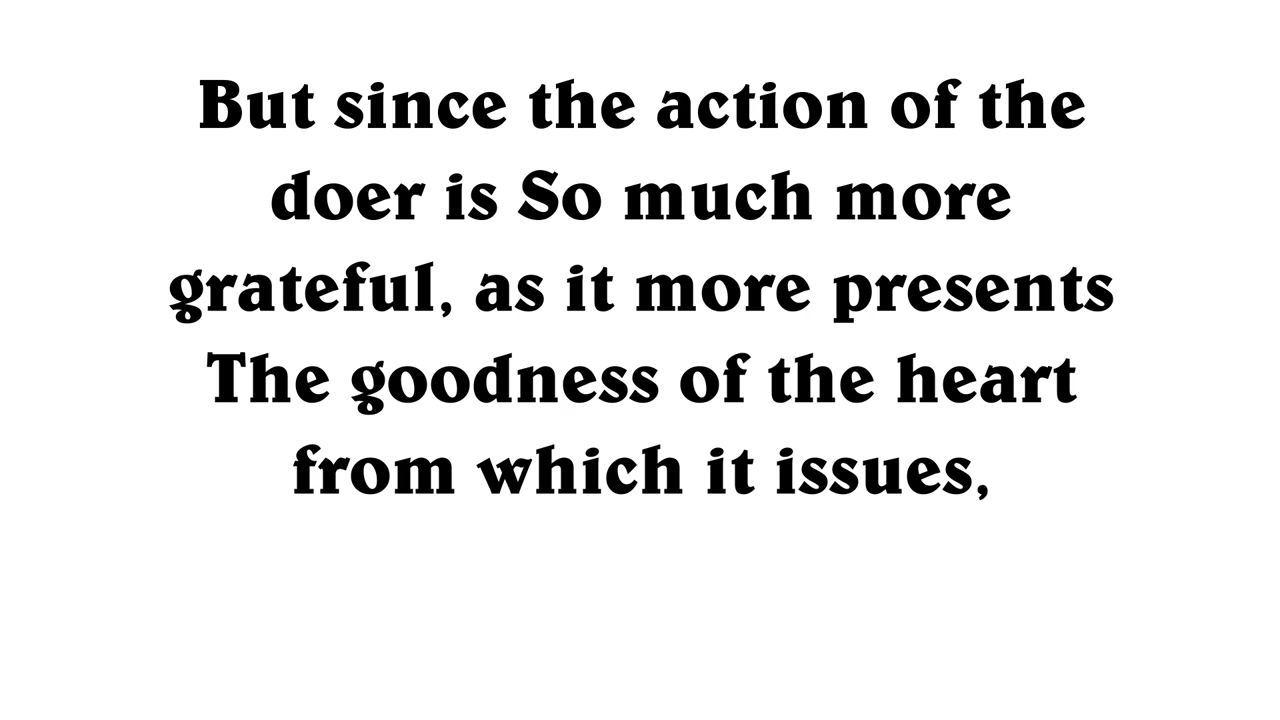 But since the action of the
doer is So much more
grateful, as it more presents
The goodness of the heart
from which it issues,